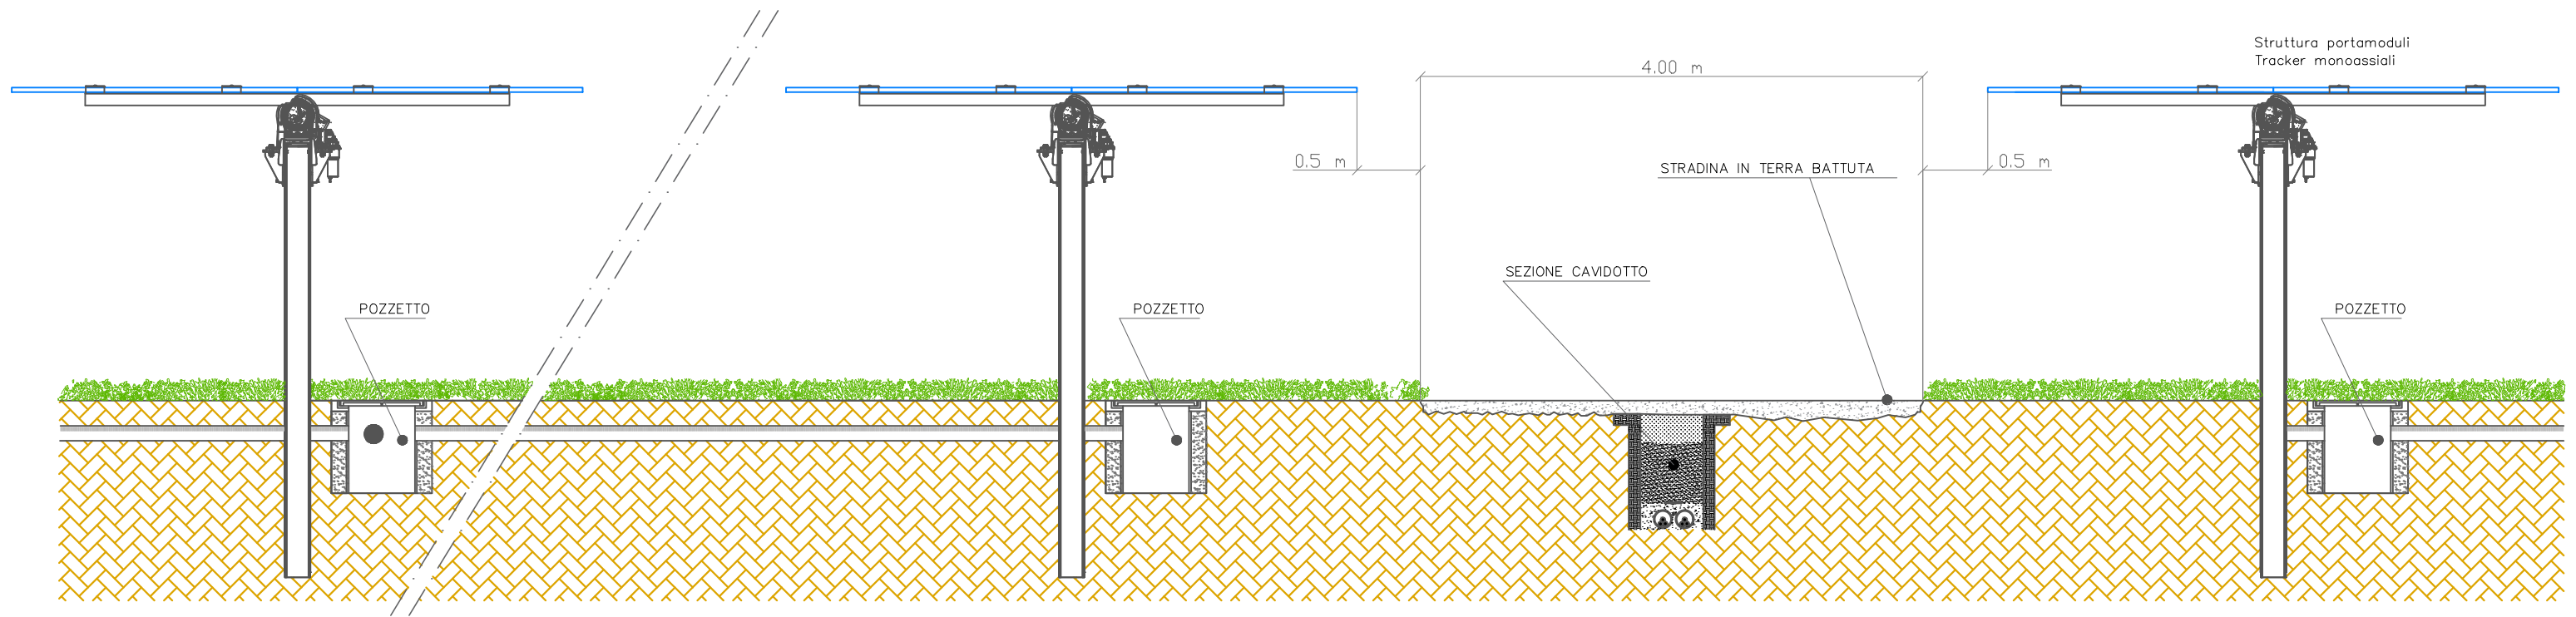 Struttura portamoduli
Tracker monoassiali
4.00 m
0.5 m
0.5 m
STRADINA IN TERRA BATTUTA
SEZIONE CAVIDOTTO
POZZETTO
POZZETTO
POZZETTO